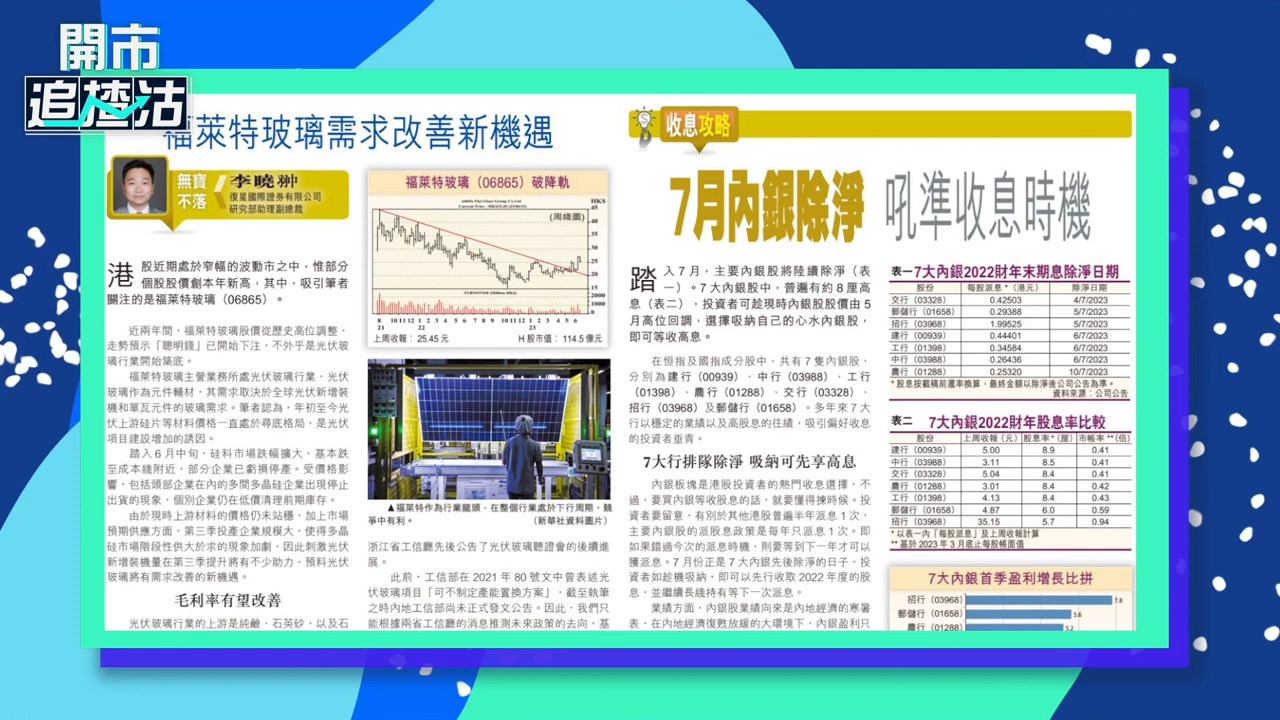 開市
追揸沽
福萊特玻璃需求改善新機遇
無寶
不落
李曉翀
復星國際證券有限公司
研究部助理副總裁
港股近期處於窄幅的波動市之中，惟部分
個股股價創本年新高，其中，吸引筆者
關注的是福萊特玻璃（06865）。
近兩年間，福萊特玻璃股價從歷史高位調整，
走勢預示「聰明錢」已開始下注，不外乎是光伏玻
璃行業開始築底。
福萊特玻璃主營業務所處光伏玻璃行業，光伏
玻璃作為元件輔材，其需求取決於全球光伏新增裝
機和單瓦元件的玻璃需求。筆者認為，年初至今光
伏上游硅片等材料價格一直處於尋底格局，是光伏
項目建設增加的誘因。
踏入6月中旬，硅料市場跌幅擴大，基本跌
至成本綫附近，部分企業已虧損停產。受價格影
響，包括頭部企業在內的多間多晶硅企業出現停止
出貨的現象，個別企業仍在低價清理前期庫存。
由於現時上游材料的價格仍未站穩，加上市場
預期供應方面，第三季投產企業規模大，使得多晶
硅市場階段性供大於求的現象加劇，因此刺激光伏
新增裝機量在第三季提升將有不少助力，預料光伏
玻璃將有需求改善的新機遇。
毛利率有望改善
光伏玻璃行業的上游是純鹼、石英砂，以及石
福萊特玻璃（06865）破降軌
(6865) Flat Glass Group Co Ltd
Current Price : HK$25.45 (21/06/23)
HK$
(周綫圖)
45
40
35
30
25
20
15
TURNOVER (Million HK$)
2000
1000
0
8 10 11 12 2 3 4 5 6 7 8 9 10 11 12 2 3 4 5 6
21 22 23
上周收報： 25.45 元 H 股市值： 114.5 億元
▲福萊特作為行業龍頭，在整個行業處於下行周期、競
爭中有利。 （新華社資料圖片）
浙江省工信廳先後公告了光伏玻璃聽證會的後續進
展。
此前，工信部在 2021 年 80 號文中曾表述光
伏玻璃項目「可不制定產能置換方案」，截至執筆
之時內地工信部尚未正式發文公告。因此，我們只
能根據兩省工信廳的消息推測未來政策的去向，基
收息攻略
7月內銀除淨 吼準收息時機
踏入 7 月，主要內銀股將陸續除淨（表
一）。7 大內銀股中，普遍有約 8 厘高
息（表二），投資者可趁現時內銀股股價由 5
月高位回調，選擇吸納自己的心水內銀股，
即可等收高息。
在恒指及國指成分股中，共有 7 隻內銀股，
分別為建行（00939）、中行（03988）、工行
（01398）、農行（01288）、交行（03328）、
招行（03968）及郵儲行（01658）。多年來 7 大
行以穩定的業績以及高股息的往績，吸引偏好收息
的投資者垂青。
7大行排隊除淨 吸納可先享高息
內銀板塊是港股投資者的熱門收息選擇，不
過，要買內銀等收股息的話，就要懂得揀時候。投
資者要留意，有別於其他港股普遍半年派息 1 次，
主要內銀股的派股息政策是每年只派息 1 次。即
如果錯過今次的派息時機，則要等到下一年才可以
獲派息。7 月份正是 7 大內銀先後除淨的日子，投
資者如趁機吸納，即可以先行收取 2022 年度的股
息，並繼續長綫持有等下一次派息。
業績方面，內銀股業績向來是內地經濟的寒暑
表，在內地經濟復甦放緩的大環境下，內銀盈利只
表一 7大內銀2022財年末期息除淨日期
股份 每股派息 *（港元） 除淨日期
交行（03328） 0.42503 4/7/2023
郵儲行（01658） 0.29388 5/7/2023
招行（03968） 1.99525 5/7/2023
建行（00939） 0.44401 6/7/2023
工行（01398） 0.34584 6/7/2023
中行（03988） 0.26436 6/7/2023
農行（01288） 0.25320 10/7/2023
* 股息按截稿前滙率換算，最終金額以除淨後公司公告為準。
資料來源：公司公告
表二 7大內銀2022財年股息率比較
股份 上周收報（元） 股息率 *（厘） 市帳率 **（倍）
建行（00939） 5.00 8.9 0.41
中行（03988） 3.11 8.5 0.41
交行（03328） 5.04 8.4 0.41
農行（01288） 3.01 8.4 0.42
工行（01398） 4.13 8.4 0.43
郵儲行（01658） 4.87 6.0 0.59
招行（03968） 35.15 5.7 0.94
* 以表一內「每股派息」及上周收報計算
** 基於 2023 年 3 月底止每股帳面值
7大內銀首季盈利增長比拼
招行（03968） 7.8
郵儲行（01658） 5.6
農行（01288） 5.2